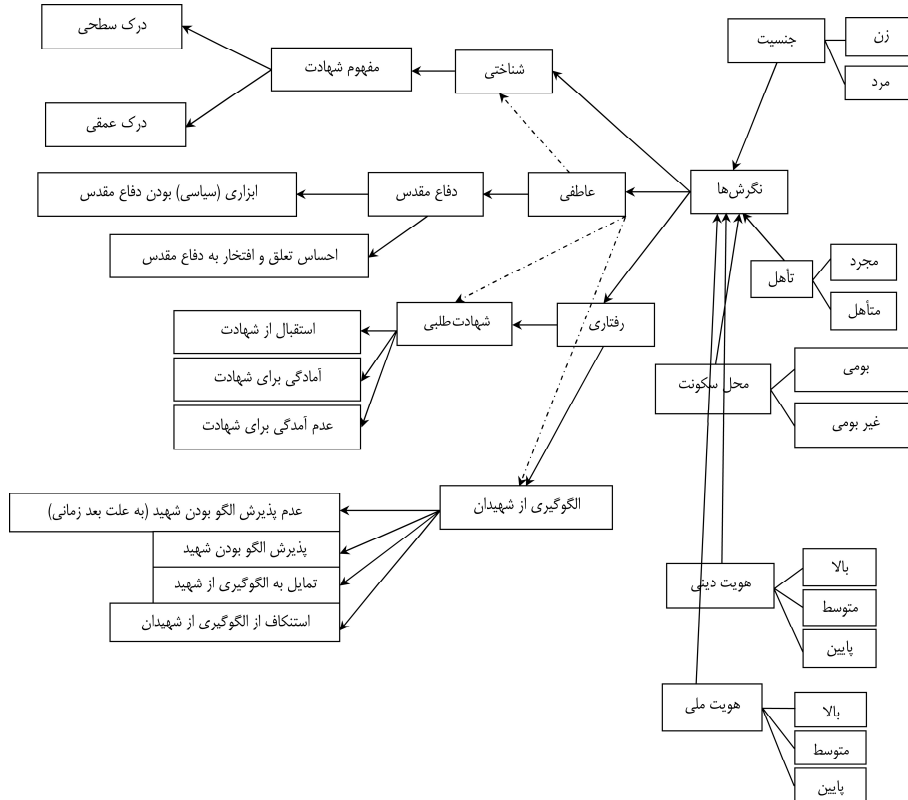 جنسیت
زن
مرد
نگرش‌ها
تأهل
مجرد
متأهل
محل سکونت
بومی
غیر بومی
هویت دینی
بالا
متوسط
پایین
هویت ملی
بالا
متوسط
پایین
شناختی
مفهوم شهادت
درک سطحی
درک عمقی
عاطفی
دفاع مقدس
ابزاری (سیاسی) بودن دفاع مقدس
احساس تعلق و افتخار به دفاع مقدس
رفتاری
شهادت‌طلبی
استقبال از شهادت
آمادگی برای شهادت
عدم آمدگی برای شهادت
الگوگیری از شهیدان
عدم پذیرش الگو بودن شهید (به علت بعد زمانی)
پذیرش الگو بودن شهید
تمایل به الگوگیری از شهید
استنکاف از الگوگیری از شهیدان